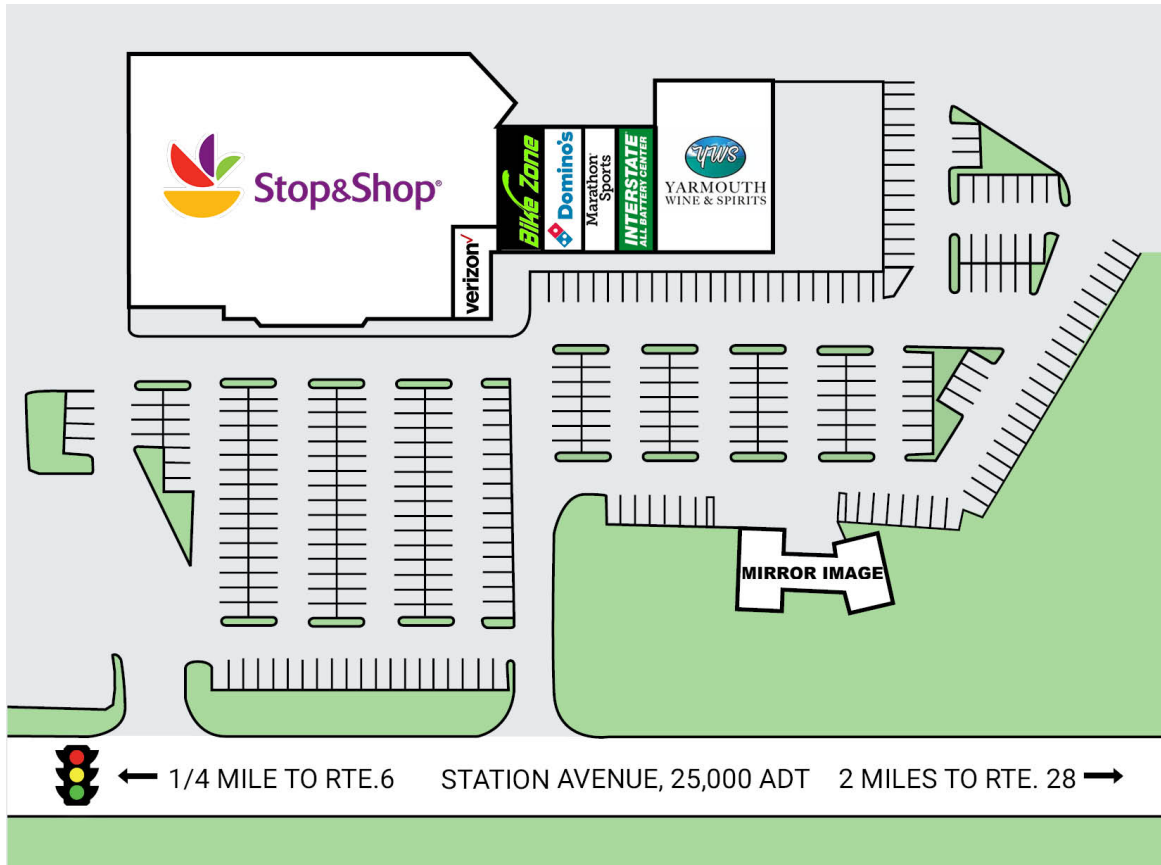 Stop&Shop®
verizon✓
Bike Zone
Domino's
Marathon
Sports
INTERSTATE
ALL BATTERY CENTER
YWS
YARMOUTH
WINE & SPIRITS
MIRROR IMAGE
1/4 MILE TO RTE.6
STATION AVENUE, 25,000 ADT
2 MILES TO RTE. 28